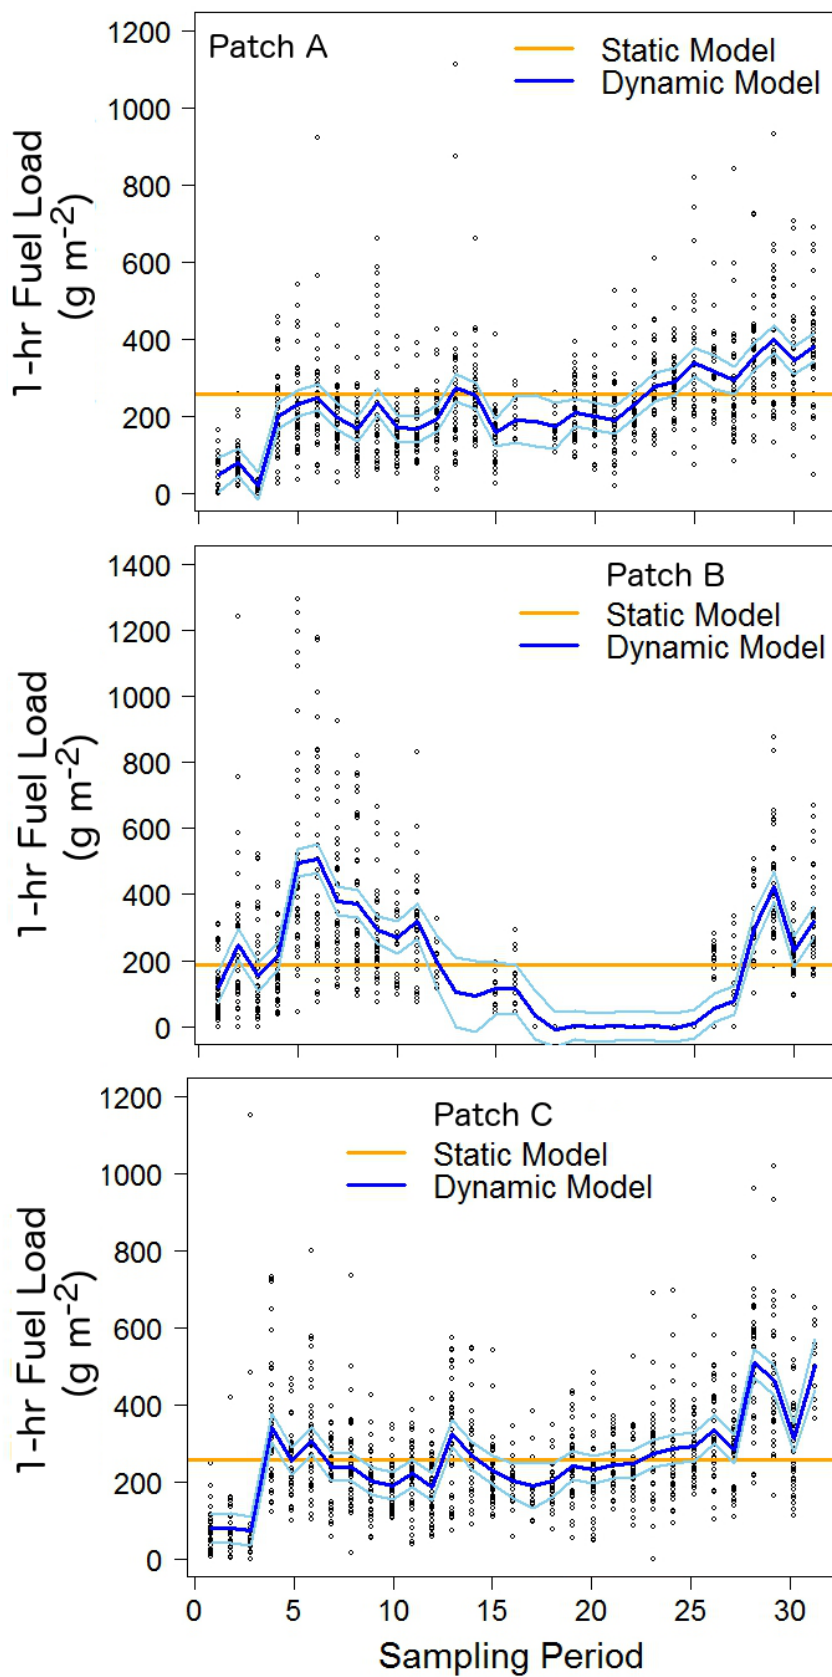 Patch A
Static Model
Dynamic Model
1-hr Fuel Load
(g m-2)
1200
1000
800
600
400
200
0
Patch B
Static Model
Dynamic Model
1-hr Fuel Load
(g m-2)
1400
1200
1000
800
600
400
200
0
Patch C
Static Model
Dynamic Model
1-hr Fuel Load
(g m-2)
1200
1000
800
600
400
200
0
0 5 10 15 20 25 30
Sampling Period